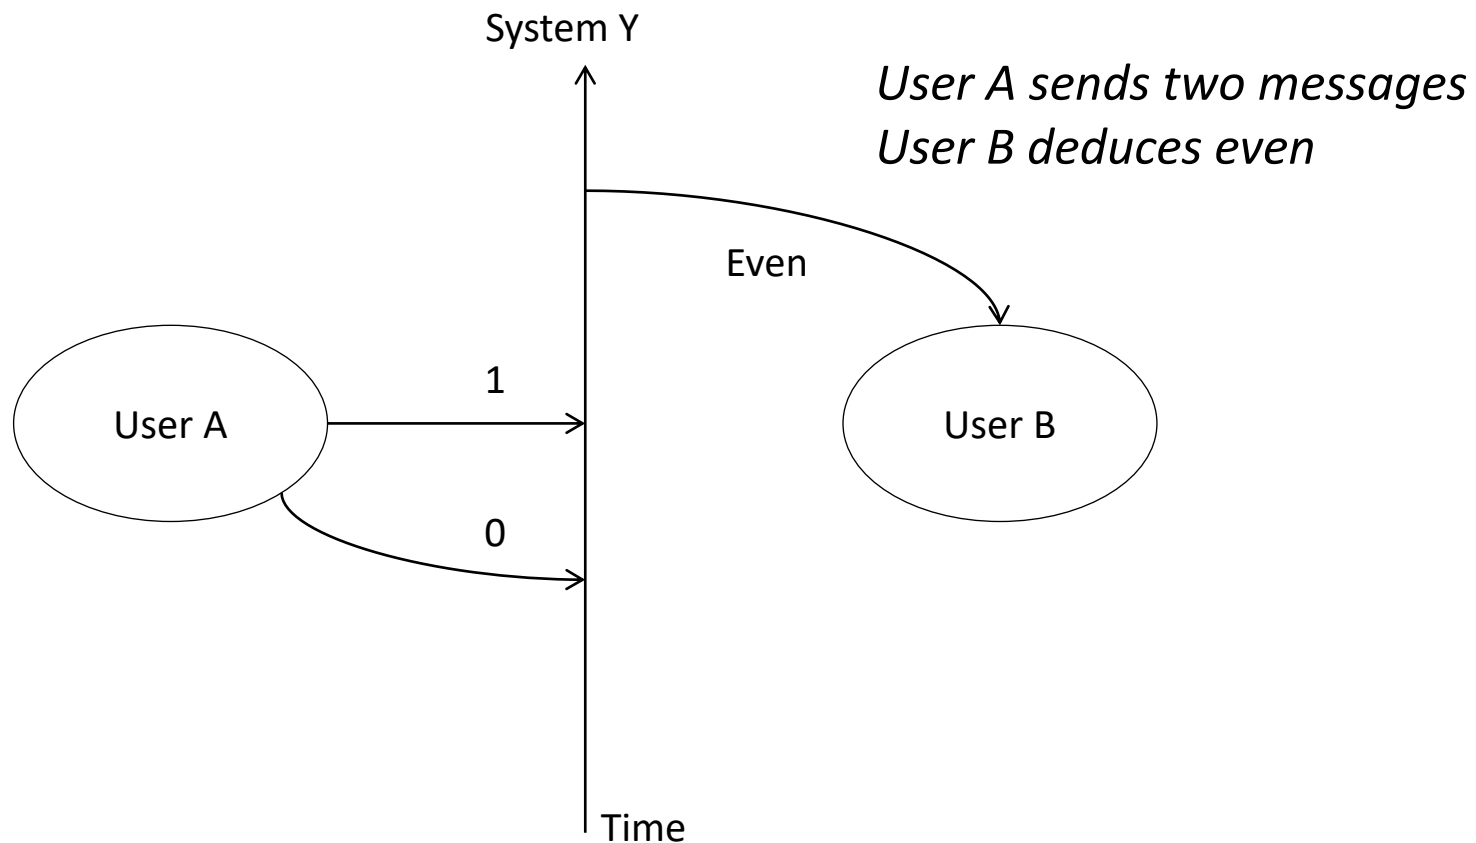 System Y
User A sends two messages
User B deduces even
Even
1
User A
User B
0
Time